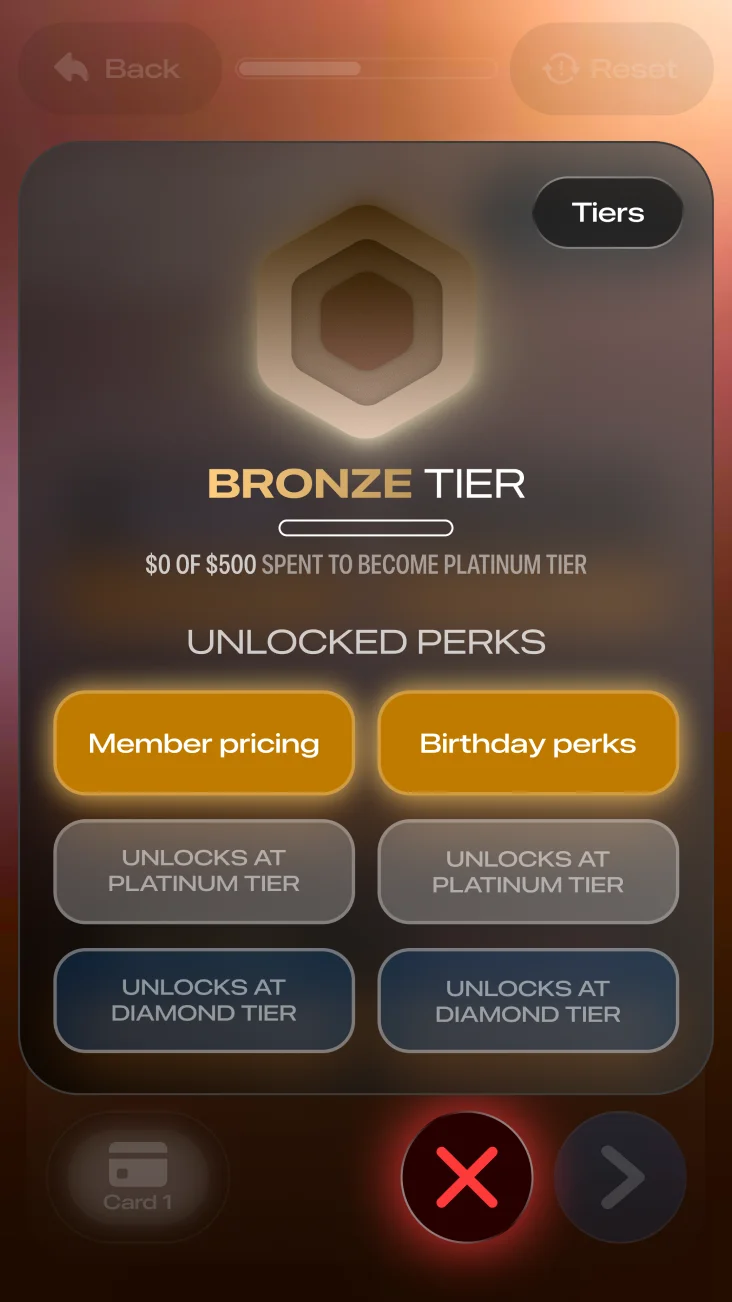 Back
Reset
Tiers
BRONZE TIER
$0 OF $500 SPENT TO BECOME PLATINUM TIER
UNLOCKED PERKS
Member pricing
Birthday perks
UNLOCKS AT
PLATINUM TIER
UNLOCKS AT
PLATINUM TIER
UNLOCKS AT
DIAMOND TIER
UNLOCKS AT
DIAMOND TIER
Card 1